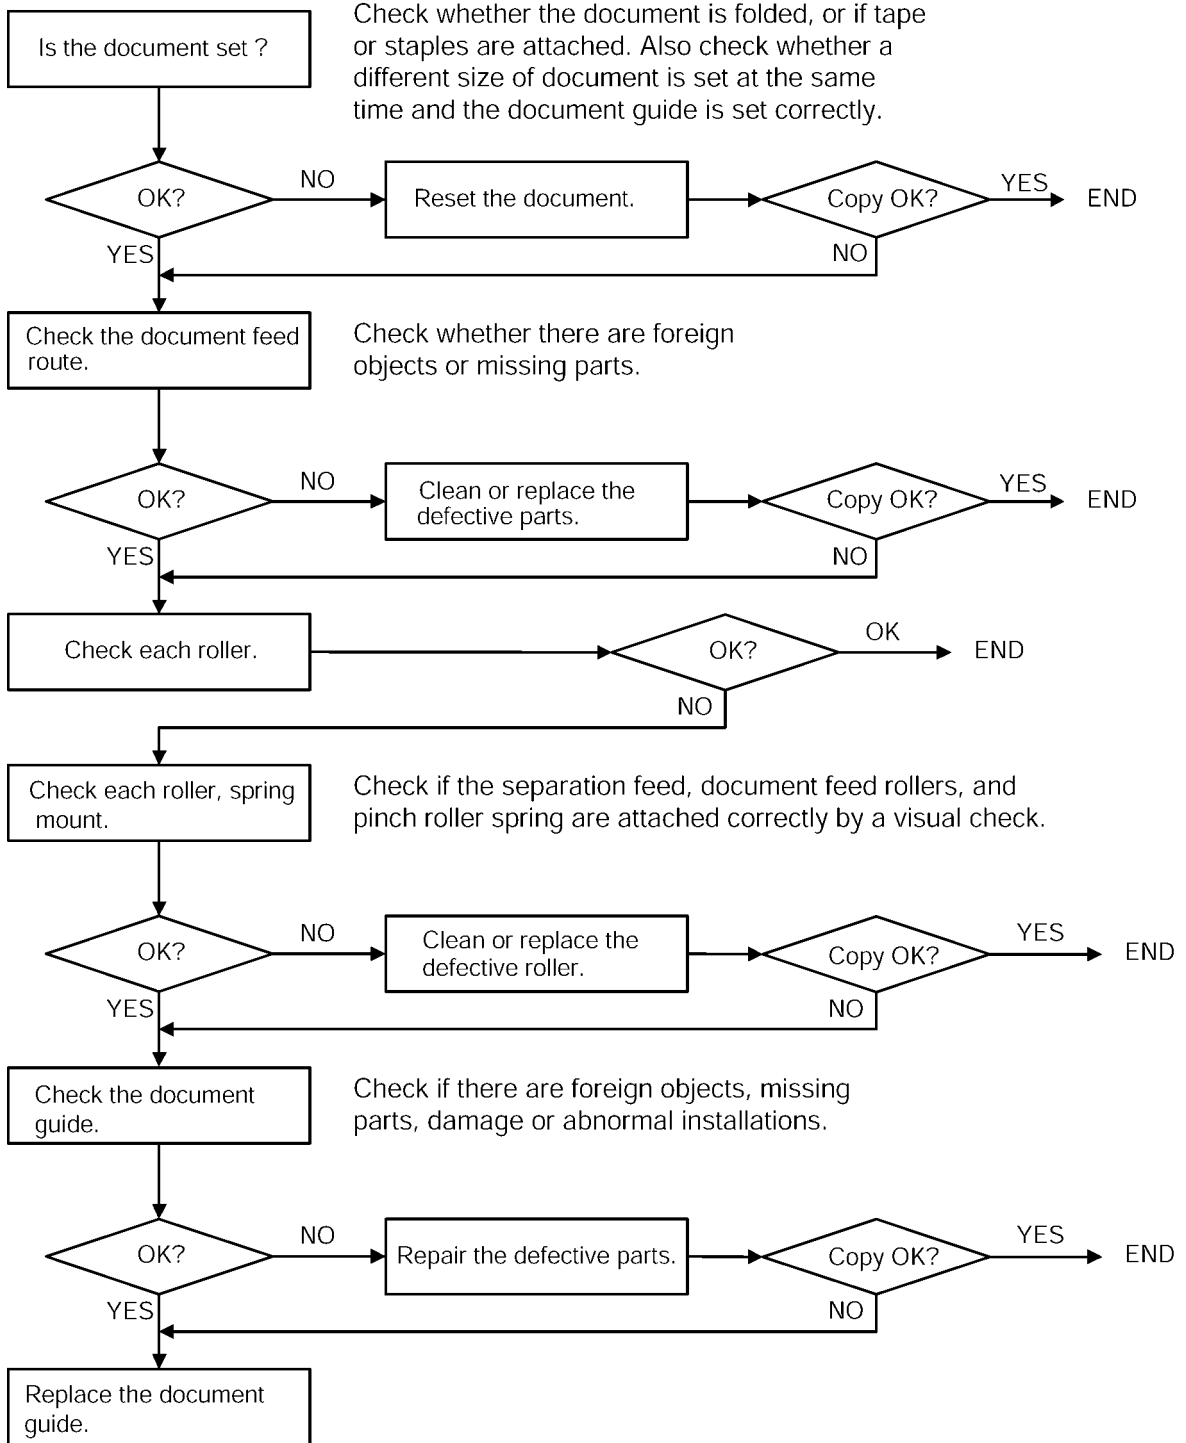 Check whether the document is folded, or if tape
Is the document set ?
or staples are attached. Also check whether a
different size of document is set at the same
time and the document guide is set correctly.
OK?
NO
Reset the document.
Copy OK?
YES
END
YES
NO
Check the document feed
route.
Check whether there are foreign
objects or missing parts.
OK?
NO
Clean or replace the
defective parts.
Copy OK?
YES
END
YES
NO
Check each roller.
OK?
OK
END
NO
Check each roller, spring
mount.
Check if the separation feed, document feed rollers, and
pinch roller spring are attached correctly by a visual check.
OK?
NO
Clean or replace the
defective roller.
Copy OK?
YES
END
YES
NO
Check the document
guide.
Check if there are foreign objects, missing
parts, damage or abnormal installations.
OK?
NO
Repair the defective parts.
Copy OK?
YES
END
YES
NO
Replace the document
guide.